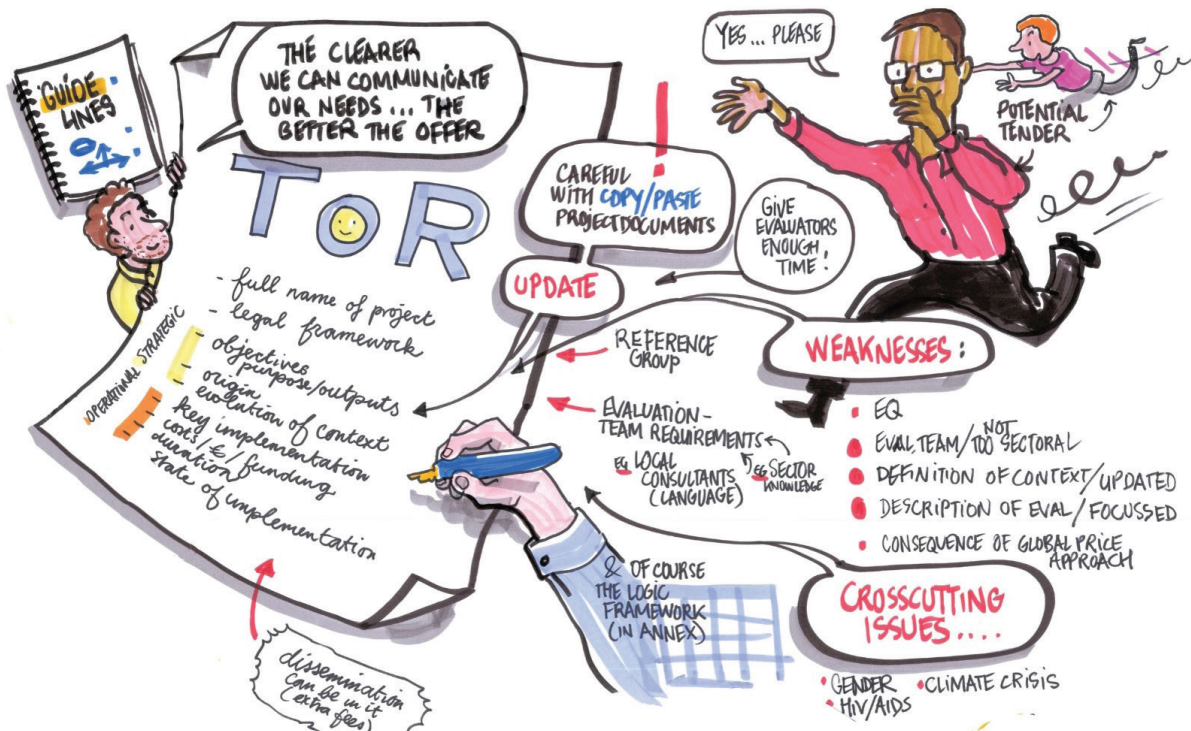 GUIDE
LINES
THE CLEARER
WE CAN COMMUNICATE
OUR NEEDS... THE
BETTER THE OFFER
TOR
- full name of project
- legal framework
STRATEGIC
OPERATIONAL
objectives
purpose/outputs
origin
evolution of context
key implementation
costs €/funding
duration
state of implementation
dissemination
can be in it
(extra fees)
!
CAREFUL
WITH COPY/PASTE
PROJECT DOCUMENTS
UPDATE
GIVE
EVALUATORS
ENOUGH
TIME!
YES... PLEASE
POTENTIAL
TENDER
REFERENCE
GROUP
EVALUATION-
TEAM REQUIREMENTS
EG LOCAL
CONSULTANTS
(LANGUAGE)
EG SECTOR
KNOWLEDGE
& OF COURSE
THE LOGIC
FRAMEWORK
(IN ANNEX)
WEAKNESSES:
• EQ
• EVAL.TEAM/NOT TOO SECTORAL
• DEFINITION OF CONTEXT/UPDATED
• DESCRIPTION OF EVAL/FOCUSSED
• CONSEQUENCE OF GLOBAL PRICE
APPROACH
CROSSCUTTING
ISSUES....
• GENDER • CLIMATE CRISIS
• HIV/AIDS